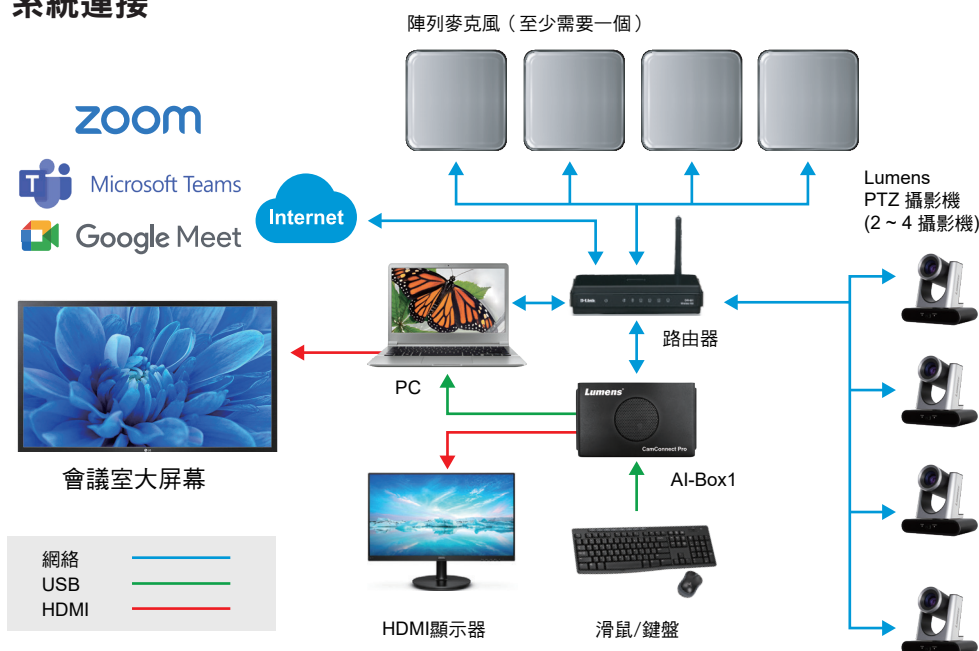 系統連接
陣列麥克風（至少需要一個）
zoom
Microsoft Teams
Google Meet
Internet
Lumens
PTZ 攝影機
(2 ~ 4 攝影機)
D-Link
路由器
PC
Lumens
CamConnect Pro
AI-Box1
會議室大屏幕
網絡
USB
HDMI
HDMI顯示器
滑鼠/鍵盤